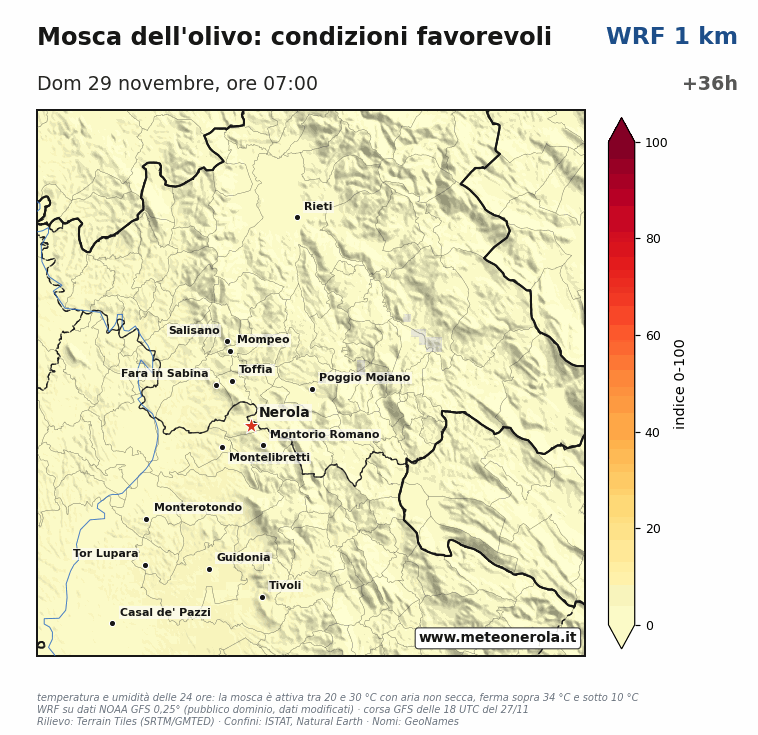 Mosca dell'olivo: condizioni favorevoli
WRF 1 km
Dom 29 novembre, ore 07:00
+36h
Rieti
Salisano
Mompeo
Toffia
Fara in Sabina
Poggio Moiano
Nerola
Montorio Romano
Montelibretti
Monterotondo
Tor Lupara
Guidonia
Tivoli
Casal de' Pazzi
www.meteonerola.it
100
80
60
40
20
0
indice 0-100
temperatura e umidità delle 24 ore: la mosca è attiva tra 20 e 30 °C con aria non secca, ferma sopra 34 °C e sotto 10 °C
WRF su dati NOAA GFS 0,25° (pubblico dominio, dati modificati) · corsa GFS delle 18 UTC del 27/11
Rilievo: Terrain Tiles (SRTM/GMTED) · Confini: ISTAT, Natural Earth · Nomi: GeoNames